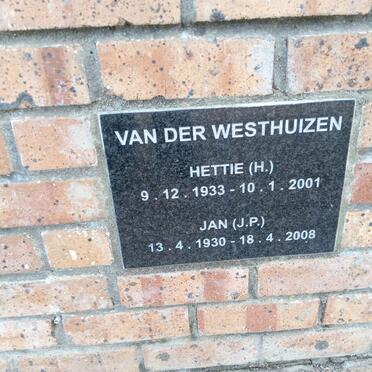 VAN DER WESTHUIZEN
HETTIE (H.)
9 . 12 . 1933 - 10 . 1 . 2001
JAN (J.P.)
13 . 4 . 1930 - 18 . 4 . 2008